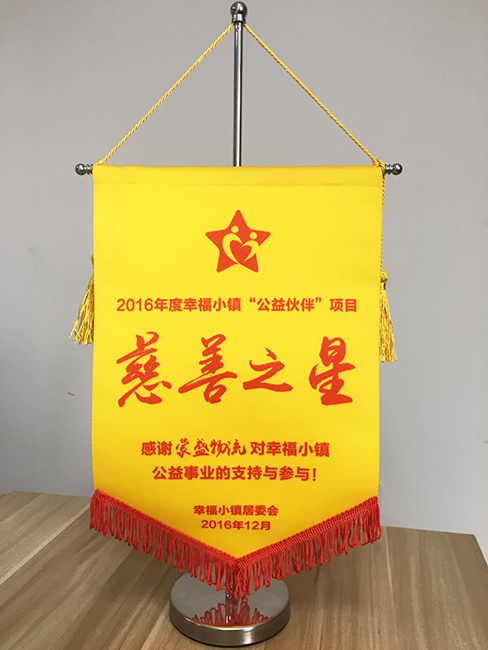 2016年度幸福小镇“公益伙伴”项目
慈善之星
感谢荣盛物流对幸福小镇
公益事业的支持与参与！
幸福小镇居委会
2016年12月